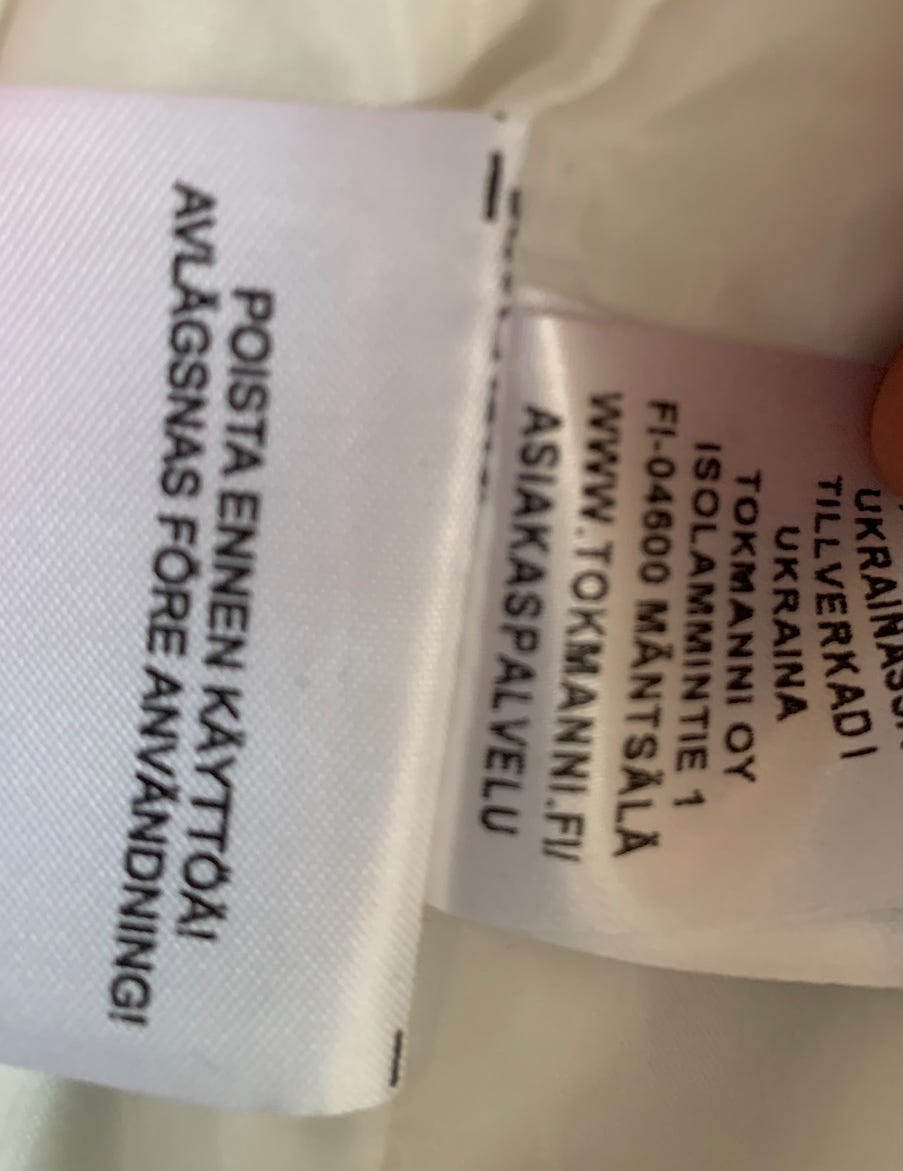 TILLVERKAD I
UKRAINA
TOKMANNI OY
ISOLAMMINTIE 1
FI-04600 MÄNTSÄLÄ
WWW.TOKMANNI.FI/
ASIAKASPALVELU
POISTA ENNEN KÄYTTÖÄ!
AVLÄGSNAS FÖRE ANVÄNDNING!